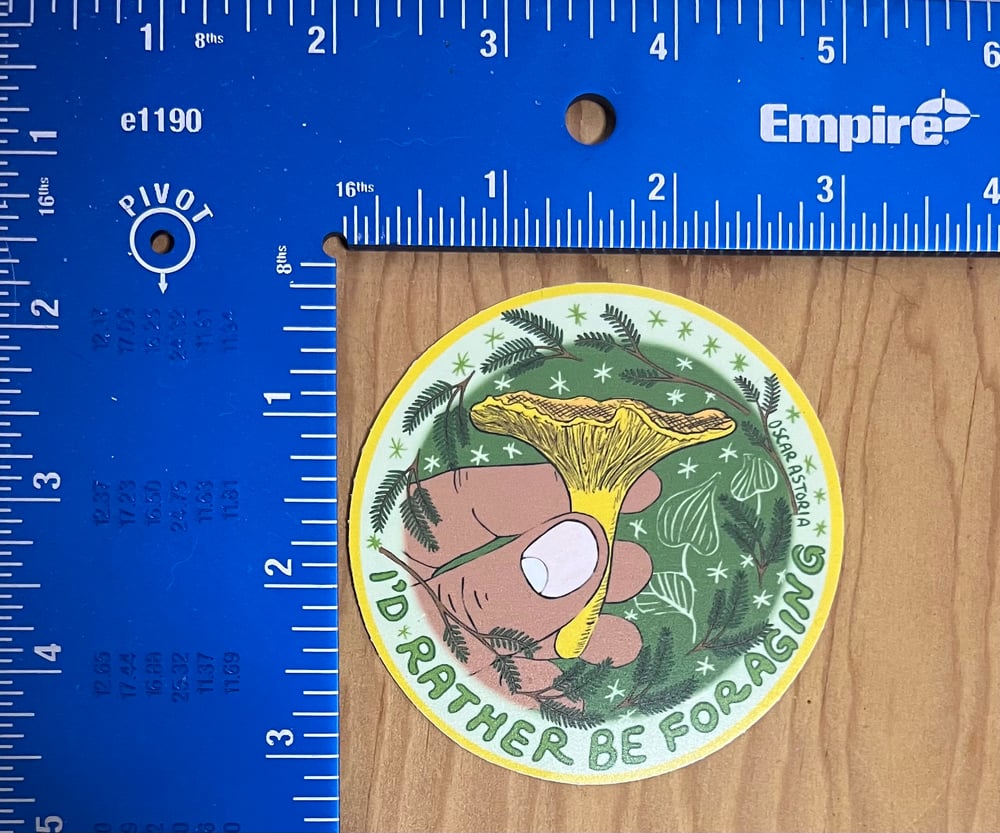 1 2 3 4 5 6
8ths
e1190
Empire
1
16ths
PIVOT
16ths
1 2 3 4
8ths
2
1
3
2
4
3
5
OSCAR ASTORIA
I'D RATHER BE FORAGING